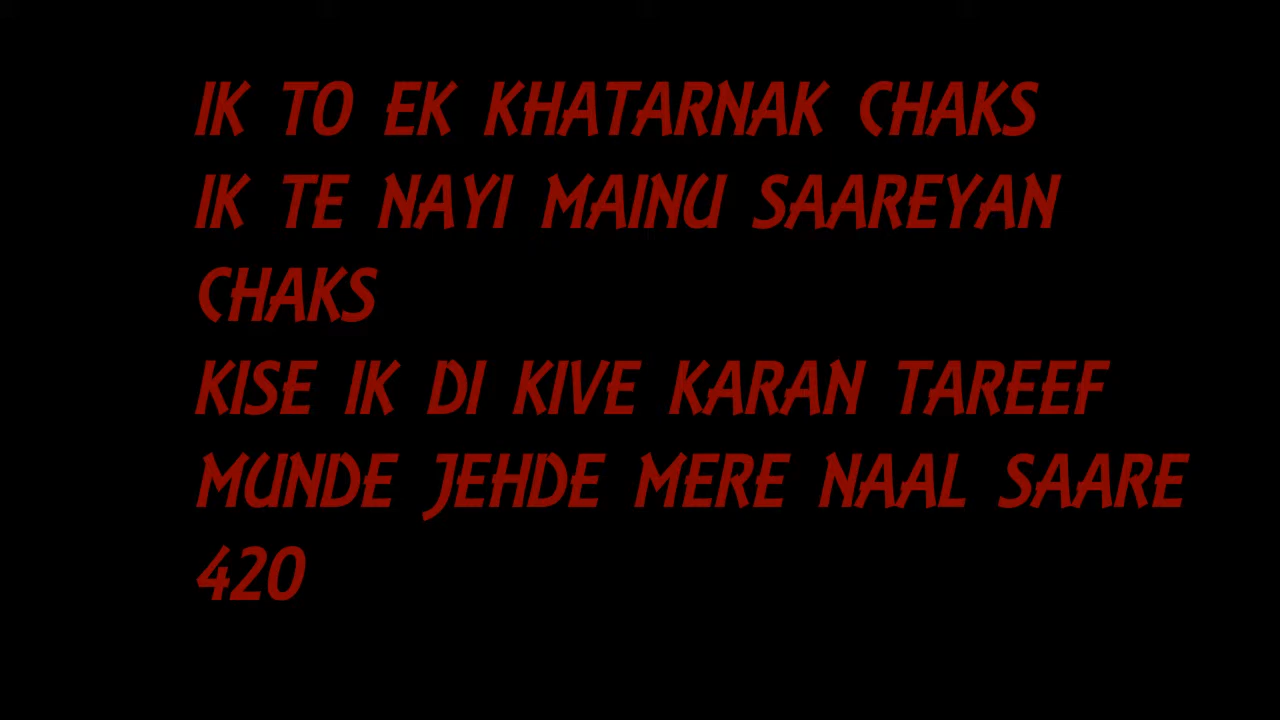 IK TO EK KHATARNAK CHAKS
IK TE NAYI MAINU SAAREYAN
CHAKS
KISE IK DI KIVE KARAN TAREEF
MUNDE JEHDE MERE NAAL SAARE
420